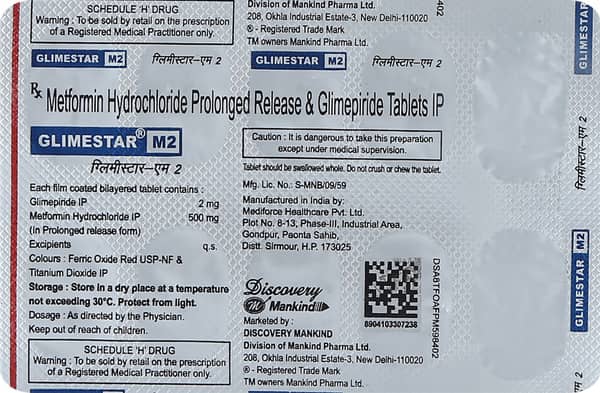 SCHEDULE 'H' DRUG
Warning : To be sold by retail on the prescription
of a Registered Medical Practitioner only.
Division of Mankind Pharma Ltd.
208, Okhla Industrial Estate-3, New Delhi-110020
® - Registered Trade Mark
TM owners Mankind Pharma Ltd.
402
GLIMESTAR M2
ग्लिमीस्टार-एम 2
GLIMESTAR M2
ग्लिमीस्टार-एम 2
GLIMESTAR M2
Rx Metformin Hydrochloride Prolonged Release & Glimepiride Tablets IP
GLIMESTAR® M2
ग्लिमीस्टार-एम 2
Each film coated bilayered tablet contains :
Glimepiride IP 2 mg
Metformin Hydrochloride IP 500 mg
(In Prolonged release form)
Excipients q.s.
Colours : Ferric Oxide Red USP-NF &
Titanium Dioxide IP
Storage : Store in a dry place at a temperature
not exceeding 30°C. Protect from light.
Dosage : As directed by the Physician.
Keep out of reach of children.
SCHEDULE 'H' DRUG
Warning : To be sold by retail on the prescription
of a Registered Medical Practitioner only.
Caution : It is dangerous to take this preparation
except under medical supervision.
Tablet should be swallowed whole. Do not crush or chew the tablet.
Mfg. Lic. No.: S-MNB/09/59
Manufactured in India by:
Mediforce Healthcare Pvt. Ltd.
Plot No. 8-13, Phase-III, Industrial Area,
Gondpur, Paonta Sahib,
Distt. Sirmour, H.P. 173025
Discovery
Mankind
8904103307238
Marketed by :
DISCOVERY MANKIND
Division of Mankind Pharma Ltd.
208, Okhla Industrial Estate-3, New Delhi-110020
® - Registered Trade Mark
TM owners Mankind Pharma Ltd.
ग्लिमीस्टार-एम 2
GLIMESTAR M2
ग्लिमीस्टार-एम 2